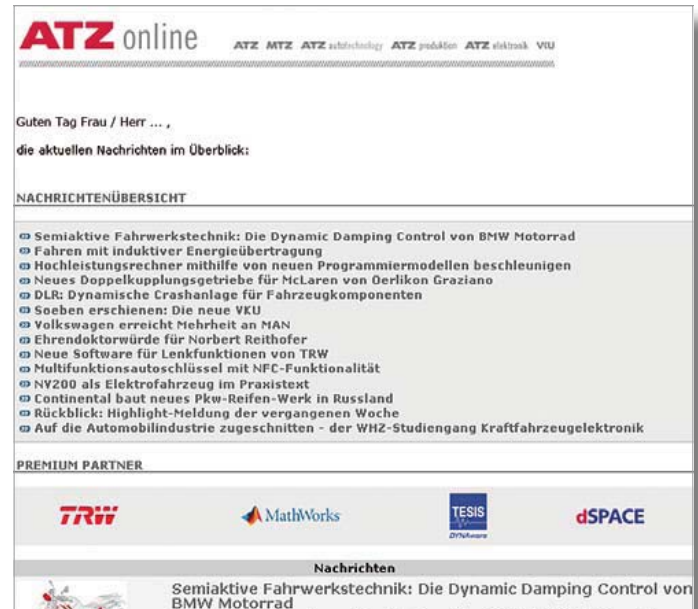 ATZ online ATZ MTZ ATZ autotechnology ATZ produktion ATZ elektronik VKU
Guten Tag Frau / Herr ... ,
die aktuellen Nachrichten im Überblick:
NACHRICHTENÜBERSICHT
Semiaktive Fahrwerkstechnik: Die Dynamic Damping Control von BMW Motorrad
Fahren mit induktiver Energieübertragung
Hochleistungsrechner mithilfe von neuen Programmiermodellen beschleunigen
Neues Doppelkupplungsgetriebe für McLaren von Oerlikon Graziano
DLR: Dynamische Crashanlage für Fahrzeugkomponenten
Soeben erschienen: Die neue VKU
Volkswagen erreicht Mehrheit an MAN
Ehrendoktorwürde für Norbert Reithofer
Neue Software für Lenkfunktionen von TRW
Multifunktionsautoschlüssel mit NFC-Funktionalität
NV200 als Elektrofahrzeug im Praxistext
Continental baut neues Pkw-Reifen-Werk in Russland
Rückblick: Highlight-Meldung der vergangenen Woche
Auf die Automobilindustrie zugeschnitten - der WHZ-Studiengang Kraftfahrzeugelektronik
PREMIUM PARTNER
TRW MathWorks TESIS DYNAware dSPACE
Nachrichten
Semiaktive Fahrwerkstechnik: Die Dynamic Damping Control von
BMW Motorrad